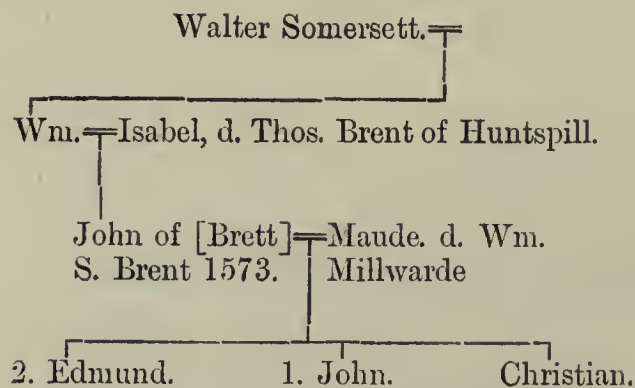 Walter Somersett.
Wm. Isabel, d. Thos. Brent of Huntspill.
John of [Brett] Maude. d. Wm.
S. Brent 1573. Millwarde
2. Edmund. 1. John. Christian.